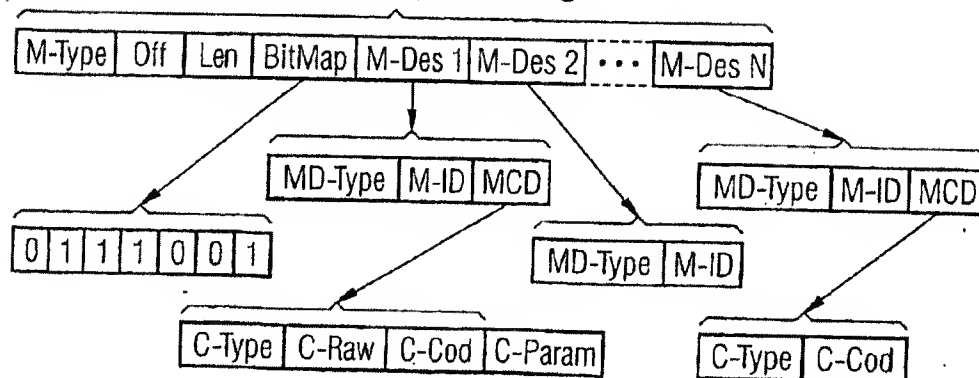 M-Type Off Len BitMap M-Des 1 M-Des 2 ••• M-Des N
MD-Type M-ID MCD
MD-Type M-ID MCD
0 1 1 1 0 0 1
MD-Type M-ID
C-Type C-Raw C-Cod C-Param
C-Type C-Cod